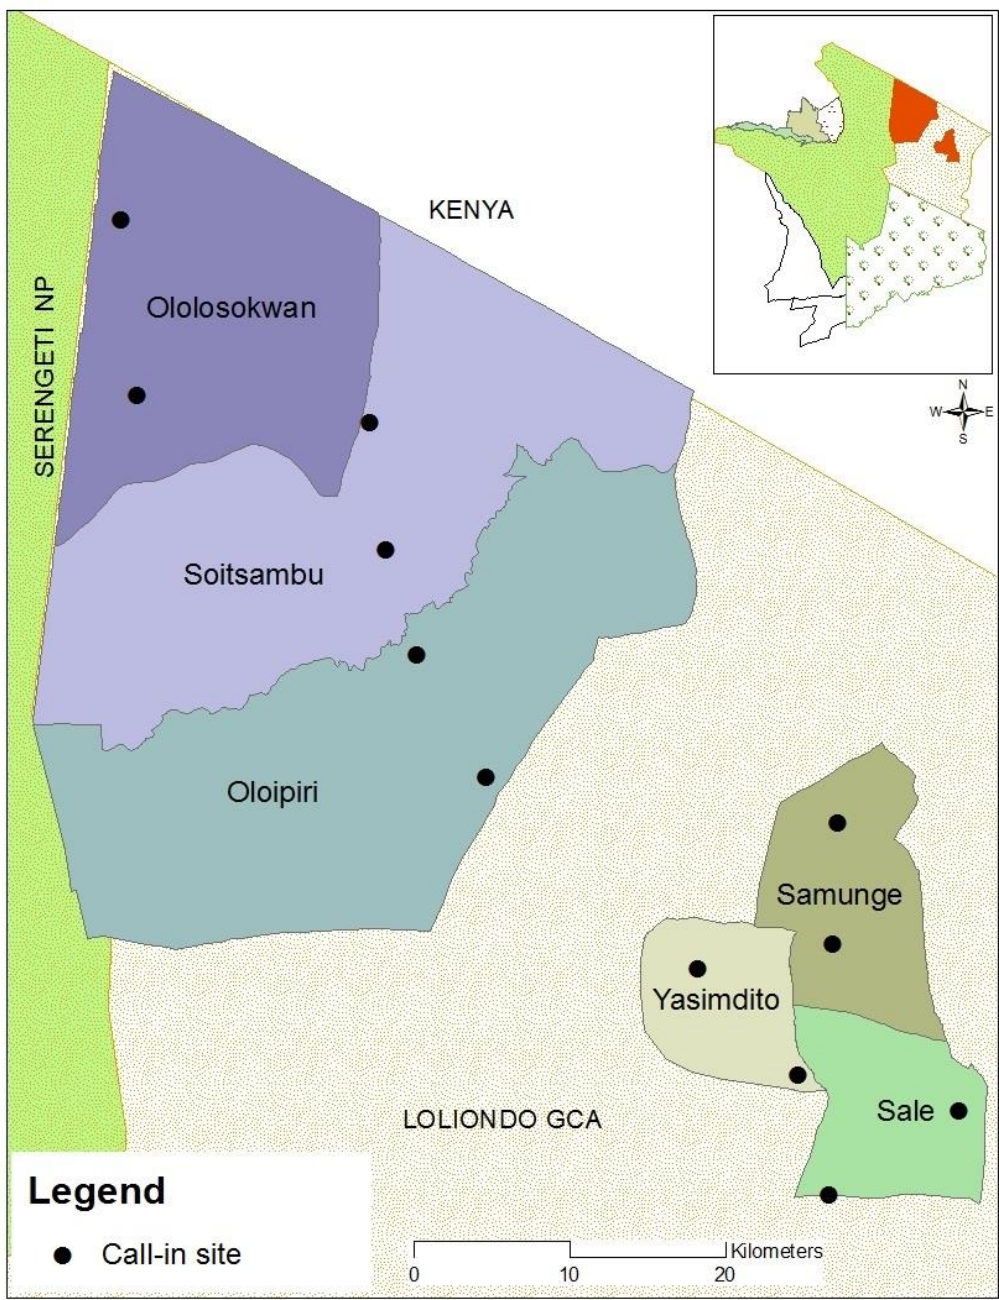 KENYA
N
W E
S
SERENGETI NP
Ololosokwan
Soitsambu
Oloipiri
Samunge
Yasimdito
Sale
LOLIONDO GCA
Legend
Call-in site
Kilometers
0 10 20